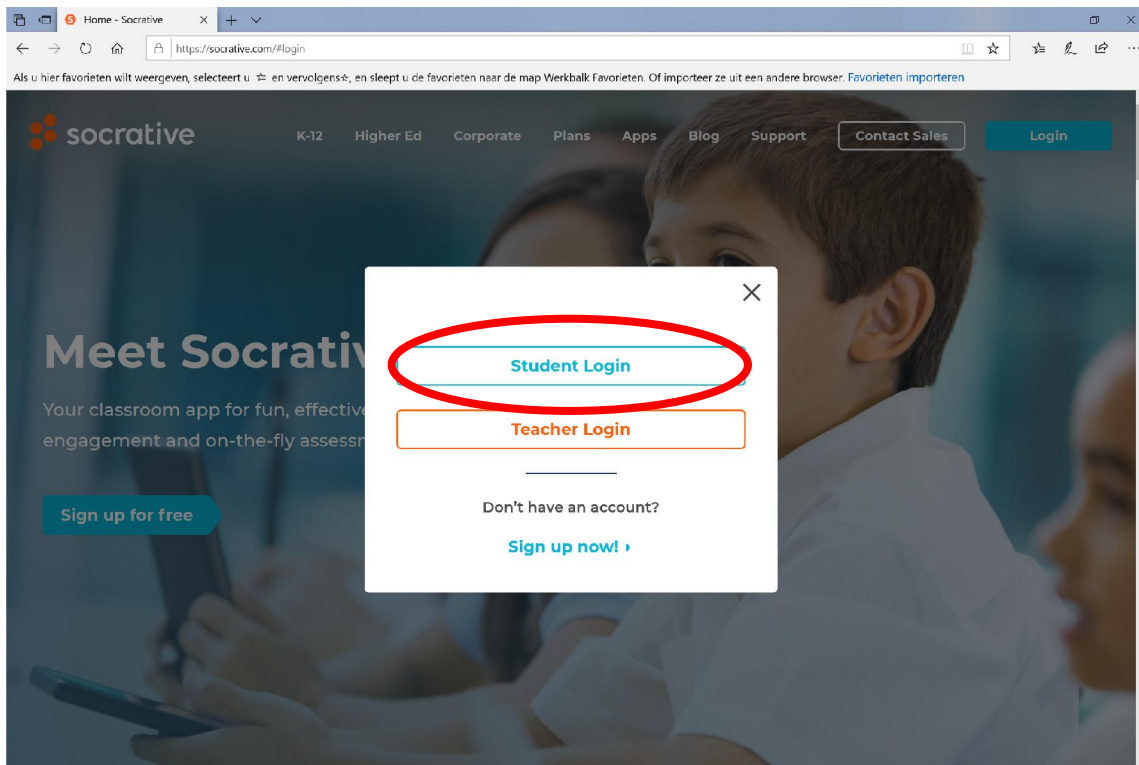 Home - Socrative
https://socrative.com/#login
Als u hier favorieten wilt weergeven, selecteert u en vervolgens, en sleept u de favorieten naar de map Werkbalk Favorieten. Of importeer ze uit een andere browser. Favorieten importeren
socrative K-12 Higher Ed Corporate Plans Apps Blog Support Contact Sales Login
Meet Socrativ
Your classroom app for fun, effective
engagement and on-the-fly assessr
Sign up for free
Student Login
Teacher Login
Don't have an account?
Sign up now! ›